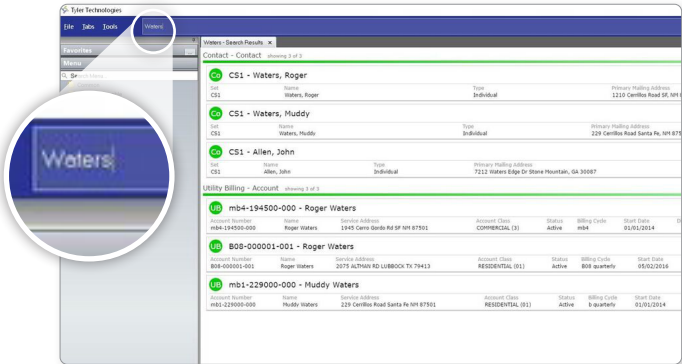 Tyler Technologies
File Tabs Tools Waters
Favorites
Menu
Search Menu...
Waters
Waters - Search Results x
Contact - Contact showing 3 of 3
Co CS1 - Waters, Roger
Set Name Type Primary Mailing Address
CS1 Waters, Roger Individual 1210 Cerrillos Road SF, NM
Co CS1 - Waters, Muddy
Set Name Type Primary Mailing Address
CS1 Waters, Muddy Individual 229 Cerrillos Road Santa Fe, NM 875
Co CS1 - Allen, John
Set Name Type Primary Mailing Address
CS1 Allen, John Individual 7212 Waters Edge Dr Stone Mountain, GA 30087
Utility Billing - Account showing 3 of 3
UB mb4-194500-000 - Roger Waters
Account Number Name Service Address Account Class Status Billing Cycle Start Date
mb4-194500-000 Roger Waters 1945 Cerro Gordo Rd SF NM 87501 COMMERCIAL (3) Active mb4 01/01/2014
UB B08-000001-001 - Roger Waters
Account Number Name Service Address Account Class Status Billing Cycle Start Date
B08-000001-001 Roger Waters 2075 ALTMAN RD LUBBOCK TX 79413 RESIDENTIAL (01) Active B08 quarterly 05/02/2016
UB mb1-229000-000 - Muddy Waters
Account Number Name Service Address Account Class Status Billing Cycle Start Date
mb1-229000-000 Muddy Waters 229 Cerrillos Road Santa Fe NM 87501 RESIDENTIAL (01) Active b quarterly 01/01/2014